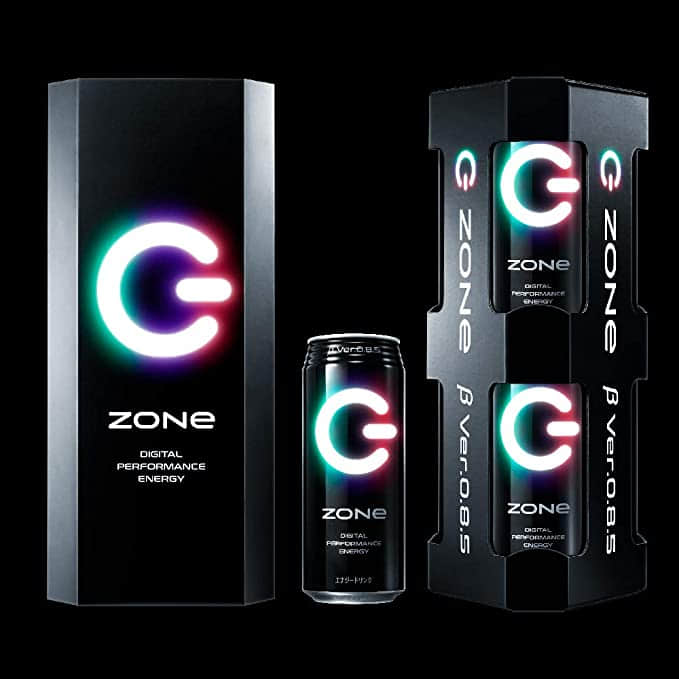 ZONe
DIGITAL
PERFORMANCE
ENERGY
β Ver.0.8.5
ZONe
DIGITAL
PERFORMANCE
ENERGY
エナジードリンク
ZONe
DIGITAL
PERFORMANCE
ENERGY
ZONe
DIGITAL
PERFORMANCE
ENERGY
ZONe β Ver.0.8.5
ZONe β Ver.0.8.5